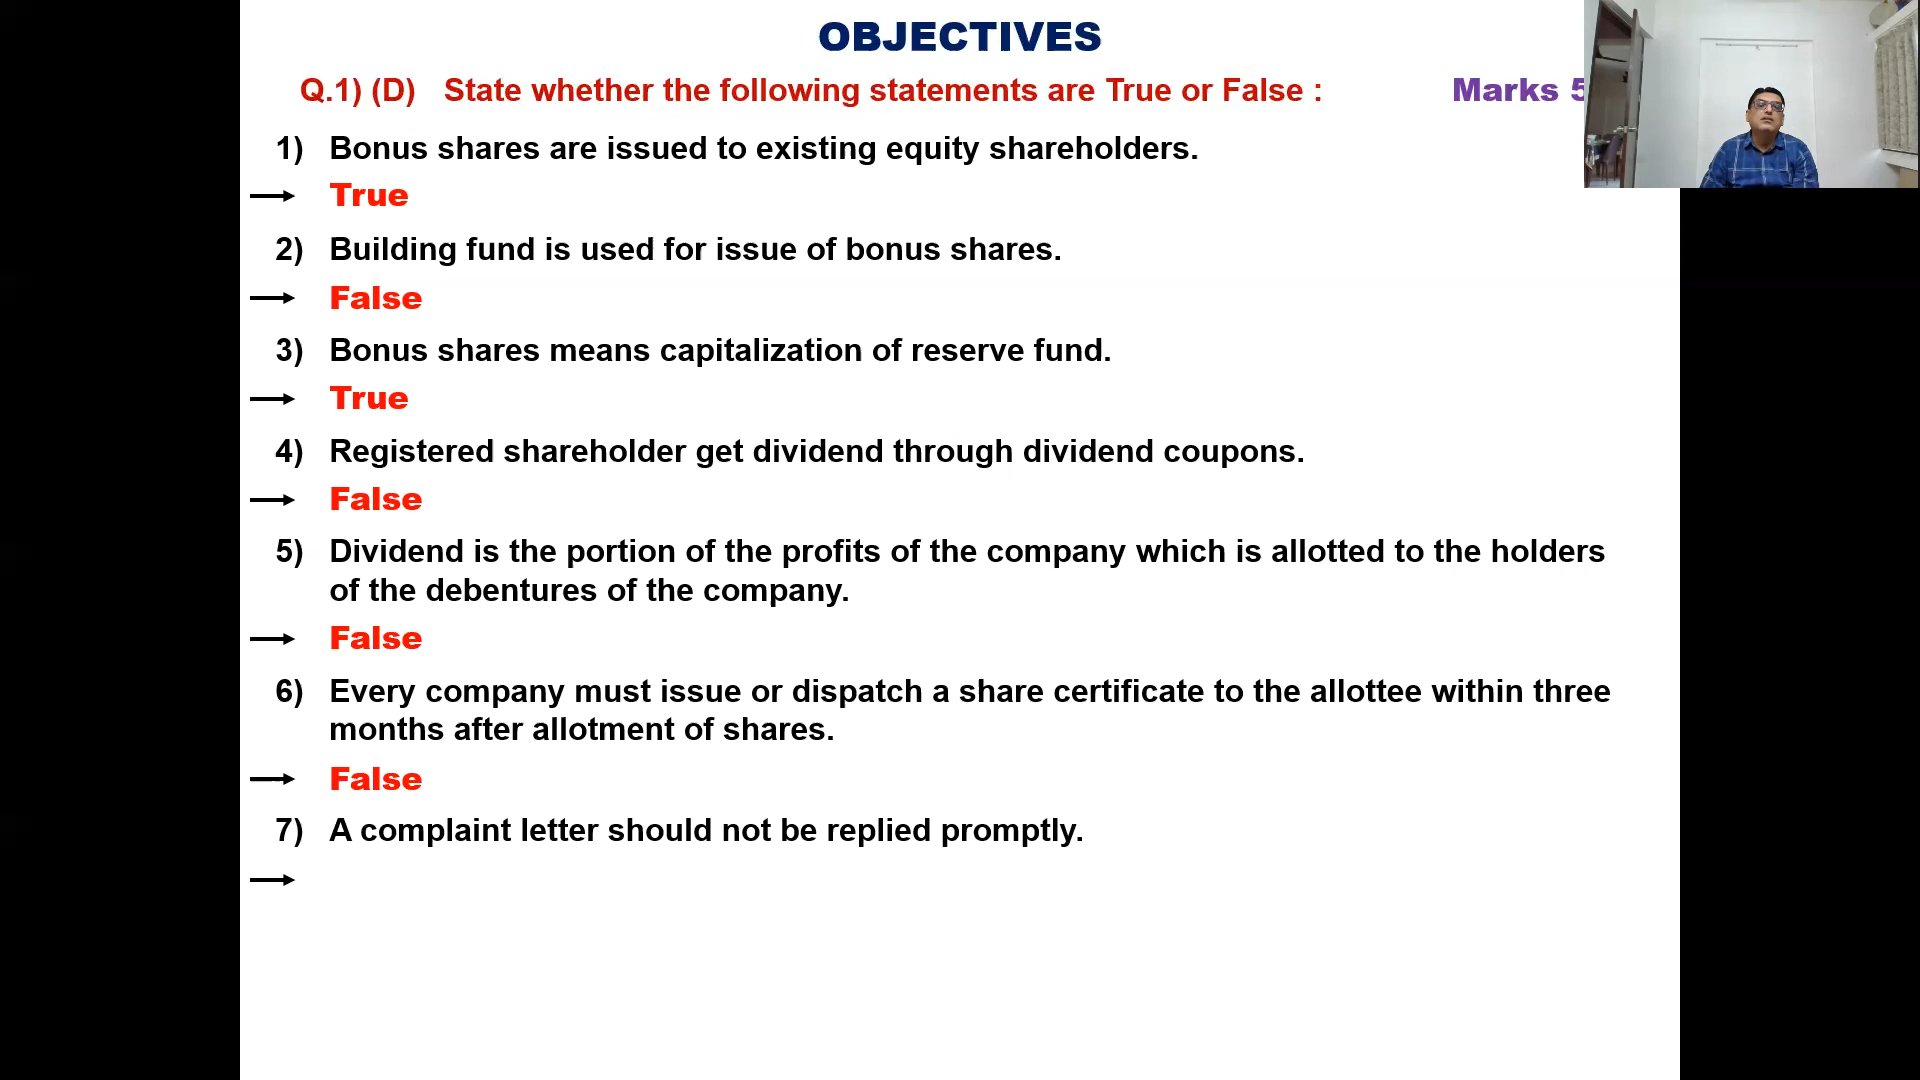 OBJECTIVES
Q.1) (D) State whether the following statements are True or False : Marks 5
1) Bonus shares are issued to existing equity shareholders.
True
2) Building fund is used for issue of bonus shares.
False
3) Bonus shares means capitalization of reserve fund.
True
4) Registered shareholder get dividend through dividend coupons.
False
5) Dividend is the portion of the profits of the company which is allotted to the holders
of the debentures of the company.
False
6) Every company must issue or dispatch a share certificate to the allottee within three
months after allotment of shares.
False
7) A complaint letter should not be replied promptly.